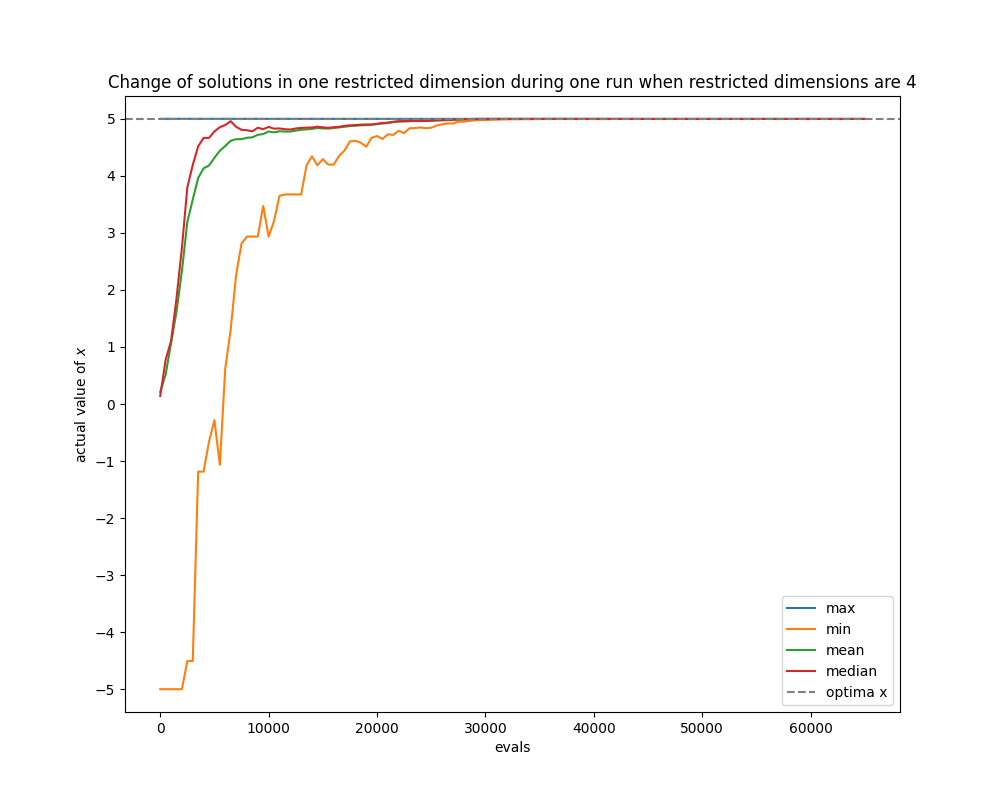 Change of solutions in one restricted dimension during one run when restricted dimensions are 4
5
4
3
2
1
0
−1
−2
−3
−4
−5
actual value of x
0 10000 20000 30000 40000 50000 60000
evals
max
min
mean
median
optima x